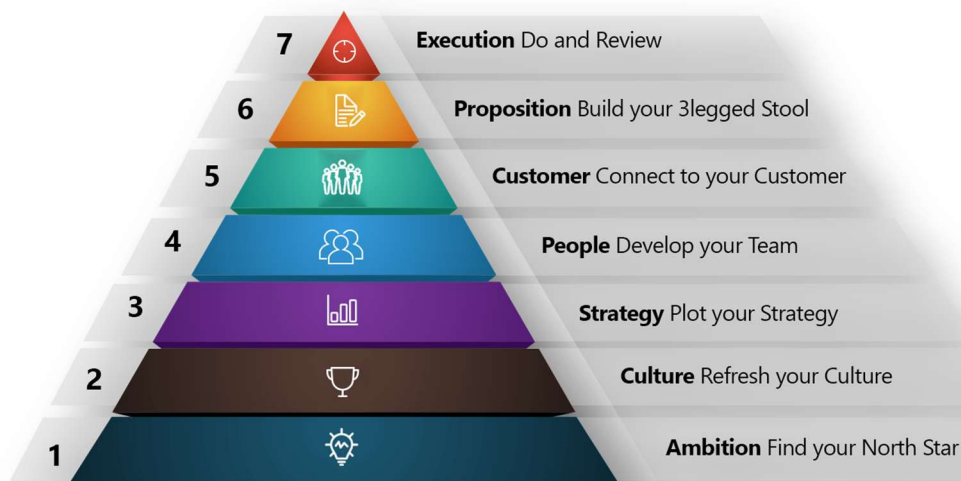 7 Execution Do and Review
6 Proposition Build your 3legged Stool
5 Customer Connect to your Customer
4 People Develop your Team
3 Strategy Plot your Strategy
2 Culture Refresh your Culture
1 Ambition Find your North Star